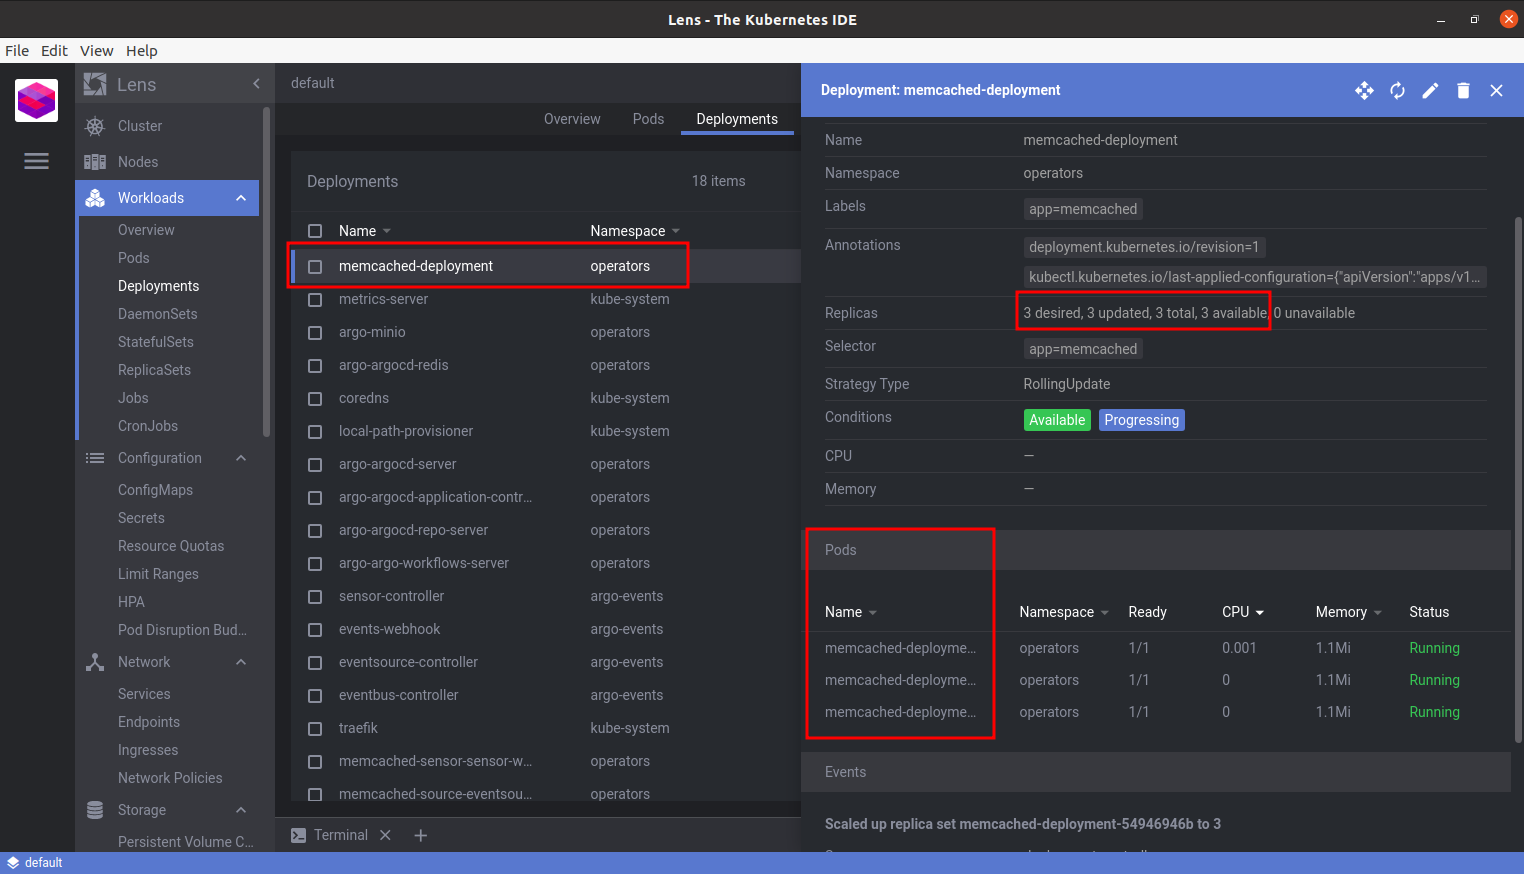 Lens - The Kubernetes IDE
File Edit View Help
Lens
Cluster
Nodes
Workloads
Overview
Pods
Deployments
DaemonSets
StatefulSets
ReplicaSets
Jobs
CronJobs
Configuration
ConfigMaps
Secrets
Resource Quotas
Limit Ranges
HPA
Pod Disruption Bud...
Network
Services
Endpoints
Ingresses
Network Policies
Storage
Persistent Volume C...
default
Overview Pods Deployments
Deployments 18 items
Name Namespace
memcached-deployment operators
metrics-server kube-system
argo-minio operators
argo-argocd-redis operators
coredns kube-system
local-path-provisioner kube-system
argo-argocd-server operators
argo-argocd-application-contr... operators
argo-argocd-repo-server operators
argo-argo-workflows-server operators
sensor-controller argo-events
events-webhook argo-events
eventsource-controller argo-events
eventbus-controller argo-events
traefik kube-system
memcached-sensor-sensor-w... operators
memcached-source-eventsou... operators
Terminal
Deployment: memcached-deployment
Name memcached-deployment
Namespace operators
Labels app=memcached
Annotations deployment.kubernetes.io/revision=1
kubectl.kubernetes.io/last-applied-configuration={"apiVersion":"apps/v1...
Replicas 3 desired, 3 updated, 3 total, 3 available, 0 unavailable
Selector app=memcached
Strategy Type RollingUpdate
Conditions Available Progressing
CPU —
Memory —
Pods
Name Namespace Ready CPU Memory Status
memcached-deployme... operators 1/1 0.001 1.1Mi Running
memcached-deployme... operators 1/1 0 1.1Mi Running
memcached-deployme... operators 1/1 0 1.1Mi Running
Events
Scaled up replica set memcached-deployment-54946946b to 3
default